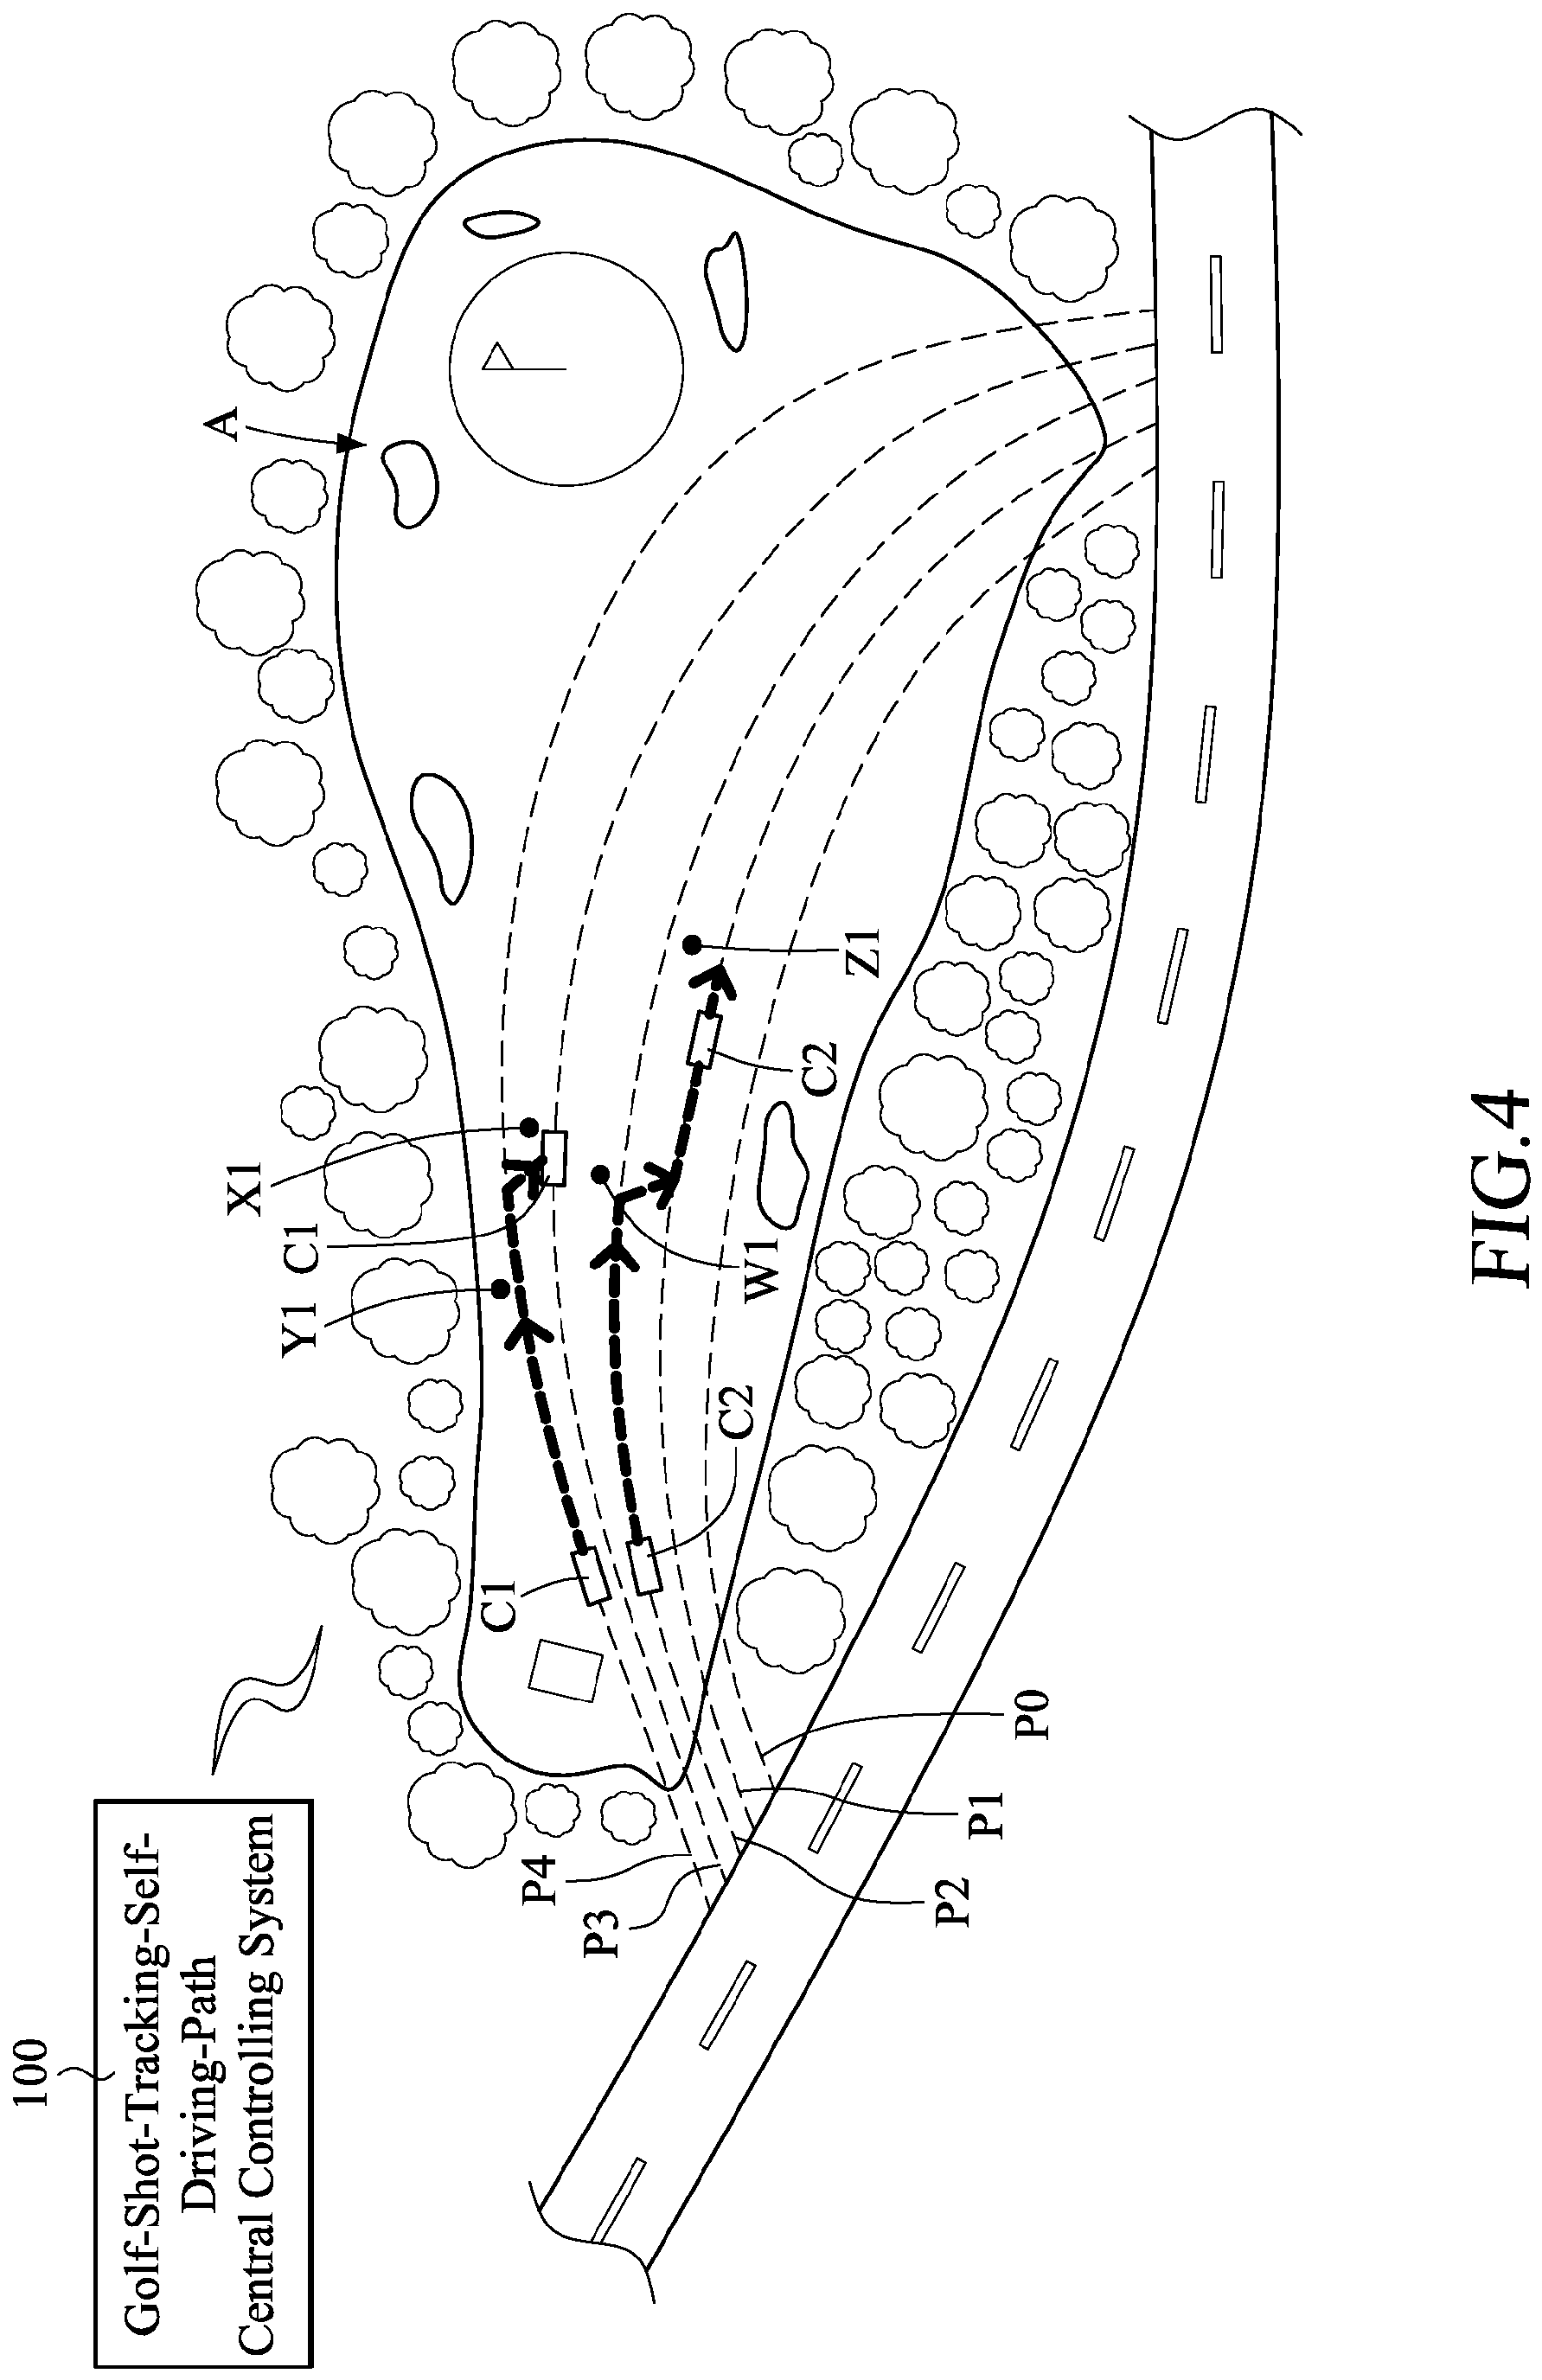 100
Golf-Shot-Tracking-Self-
Driving-Path
Central Controlling System
A
X1
C1
Y1
C1
C2
W1
C2
Z1
P4
P3
P2
P1
P0
FIG.4